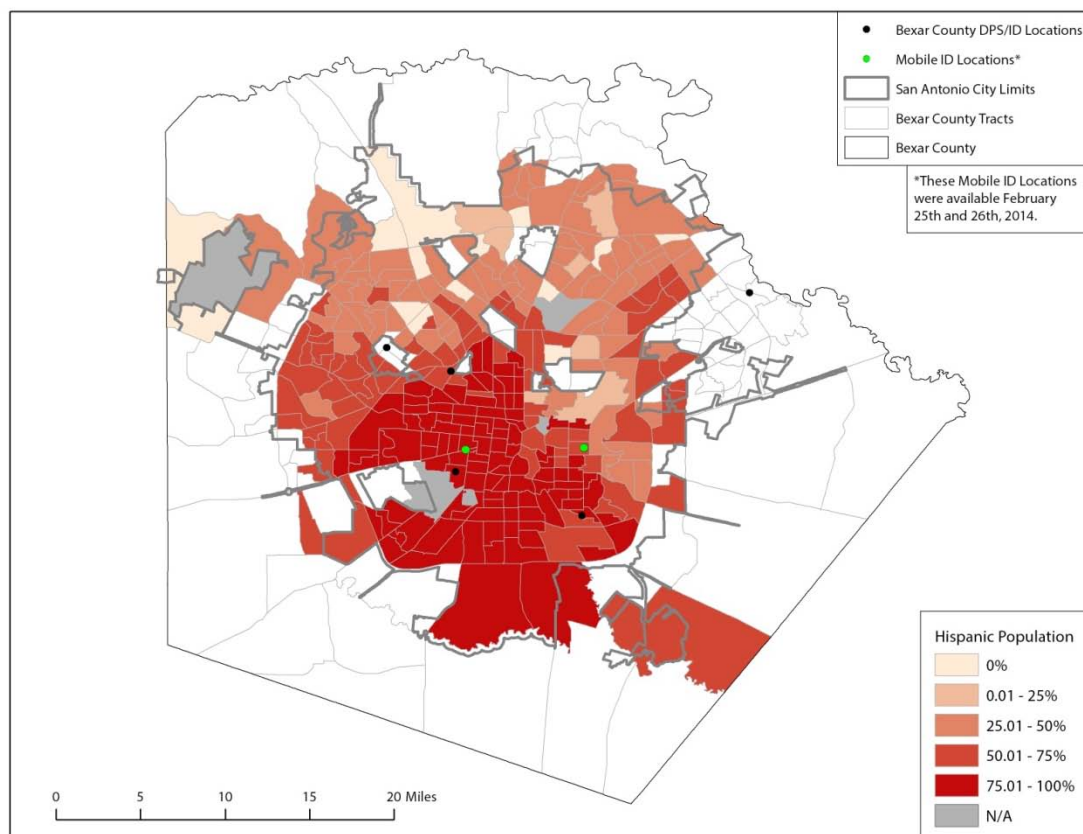 Bexar County DPS/ID Locations
Mobile ID Locations*
San Antonio City Limits
Bexar County Tracts
Bexar County
*These Mobile ID Locations
were available February
25th and 26th, 2014.
Hispanic Population
0%
0.01 - 25%
25.01 - 50%
50.01 - 75%
75.01 - 100%
N/A
0 5 10 15 20 Miles